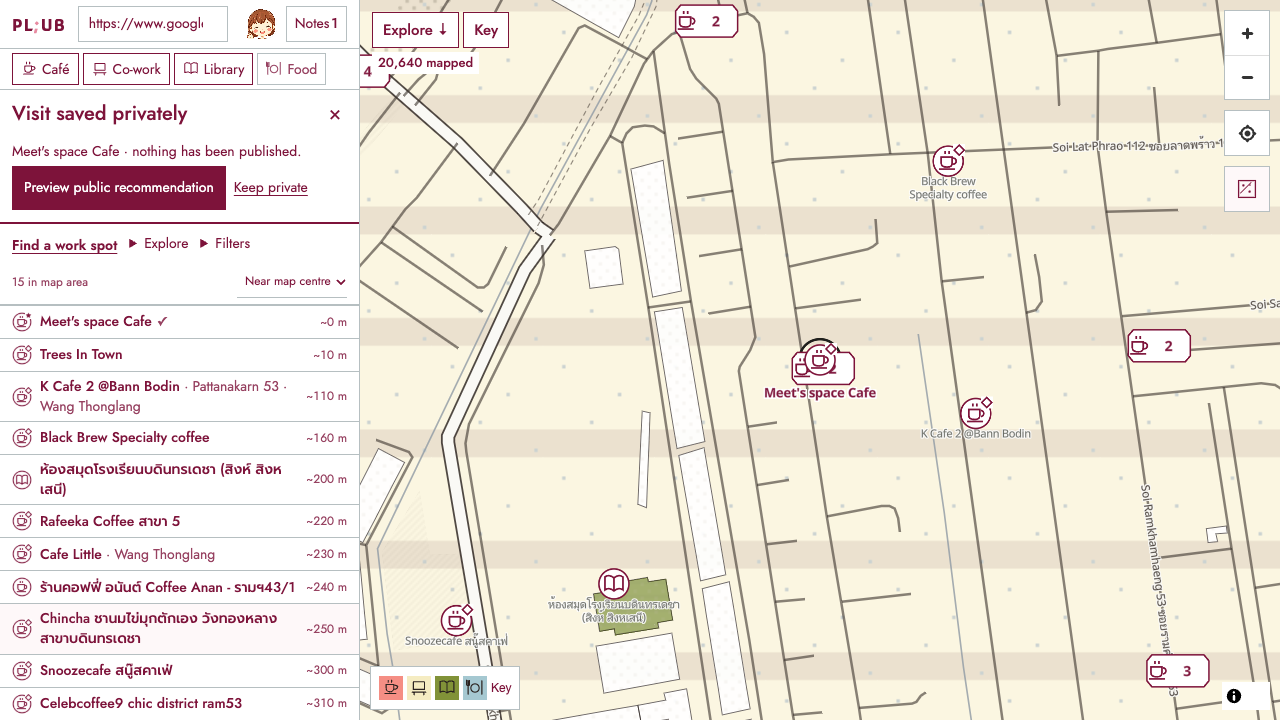 PL:UB
https://www.googl
Notes 1
Café
Co-work
Library
Food
Visit saved privately
×
Meet's space Cafe · nothing has been published.
Preview public recommendation
Keep private
Find a work spot
Explore
Filters
15 in map area
Near map centre
Meet's space Cafe ✓
~0 m
Trees In Town
~10 m
K Cafe 2 @Bann Bodin · Pattanakarn 53 ·
Wang Thonglang
~110 m
Black Brew Specialty coffee
~160 m
ห้องสมุดโรงเรียนบดินทรเดชา (สิงห์ สิงห
เสนี)
~200 m
Rafeeka Coffee สาขา 5
~220 m
Cafe Little · Wang Thonglang
~230 m
ร้านคอฟฟี่ อนันต์ Coffee Anan - รามฯ43/1
~240 m
Chincha ชานมไข่มุกตักเอง วังทองหลาง
สาขาบดินทรเดชา
~250 m
Snoozecafe สนู๊สคาเฟ่
~300 m
Celebcoffee9 chic district ram53
~310 m
Explore ↓
Key
4
20,640 mapped
2
+
−
Soi Lat Phrao 112 ซอยลาดพร้าว 1
Black Brew
Specialty coffee
Soi Sa
2
Meet's space Cafe
K Cafe 2 @Bann Bodin
Soi Ramkhamhaeng 53
ห้องสมุดโรงเรียนบดินทรเดชา
(สิงห์ สิงหเสนี)
Snoozecafe สนู๊สคาเฟ่
3
Key